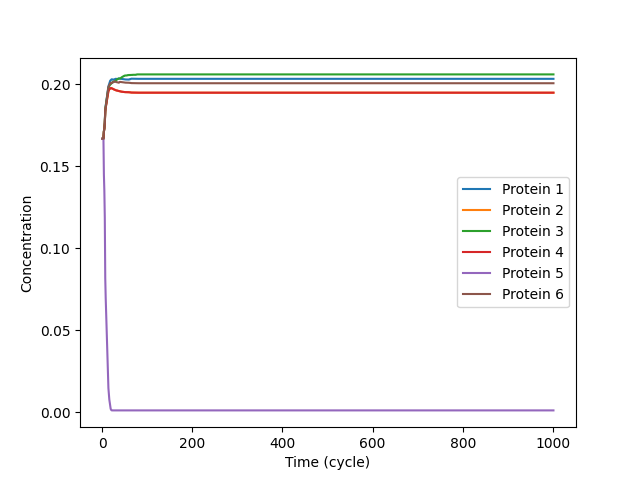 0.20
0.15
0.10
0.05
0.00
Concentration
Protein 1
Protein 2
Protein 3
Protein 4
Protein 5
Protein 6
0 200 400 600 800 1000
Time (cycle)